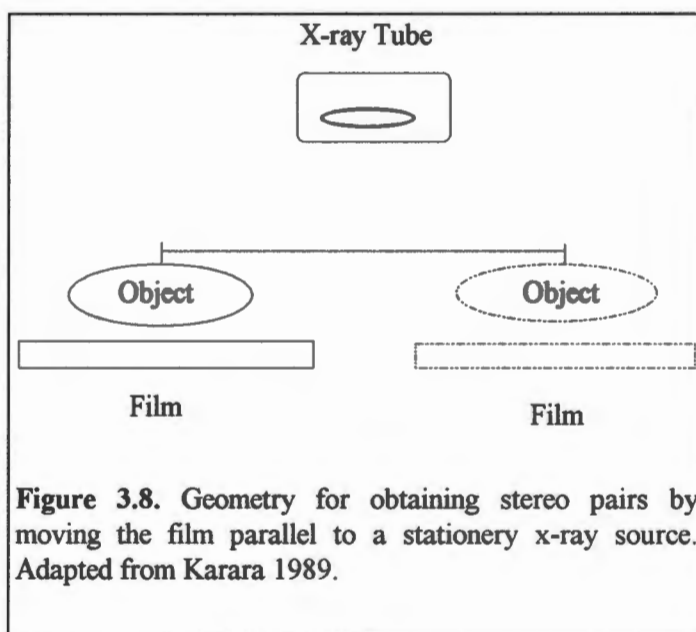 X-ray Tube
Object Object
Film Film
Figure 3.8. Geometry for obtaining stereo pairs by
moving the film parallel to a stationery x-ray source.
Adapted from Karara 1989.